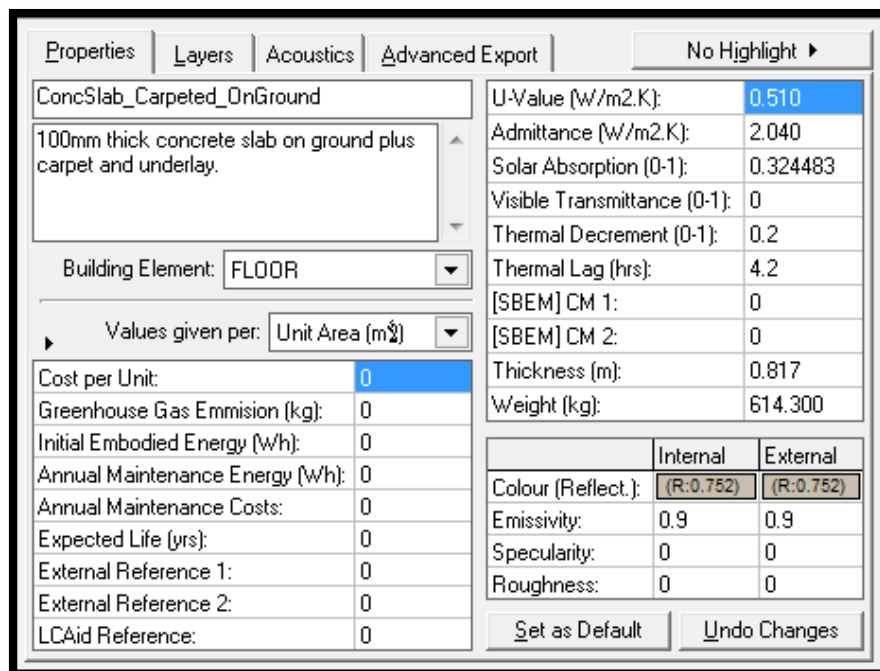 Properties Layers Acoustics Advanced Export
No Highlight
ConcSlab_Carpeted_OnGround
100mm thick concrete slab on ground plus
carpet and underlay.
Building Element: FLOOR
Values given per: Unit Area (m²)
Cost per Unit: 0
Greenhouse Gas Emmision (kg): 0
Initial Embodied Energy (Wh): 0
Annual Maintenance Energy (Wh): 0
Annual Maintenance Costs: 0
Expected Life (yrs): 0
External Reference 1: 0
External Reference 2: 0
LCAid Reference: 0
U-Value (W/m2.K): 0.510
Admittance (W/m2.K): 2.040
Solar Absorption (0-1): 0.324483
Visible Transmittance (0-1): 0
Thermal Decrement (0-1): 0.2
Thermal Lag (hrs): 4.2
[SBEM] CM 1: 0
[SBEM] CM 2: 0
Thickness (m): 0.817
Weight (kg): 614.300
Internal External
Colour (Reflect.): (R:0.752) (R:0.752)
Emissivity: 0.9 0.9
Specularity: 0 0
Roughness: 0 0
Set as Default Undo Changes